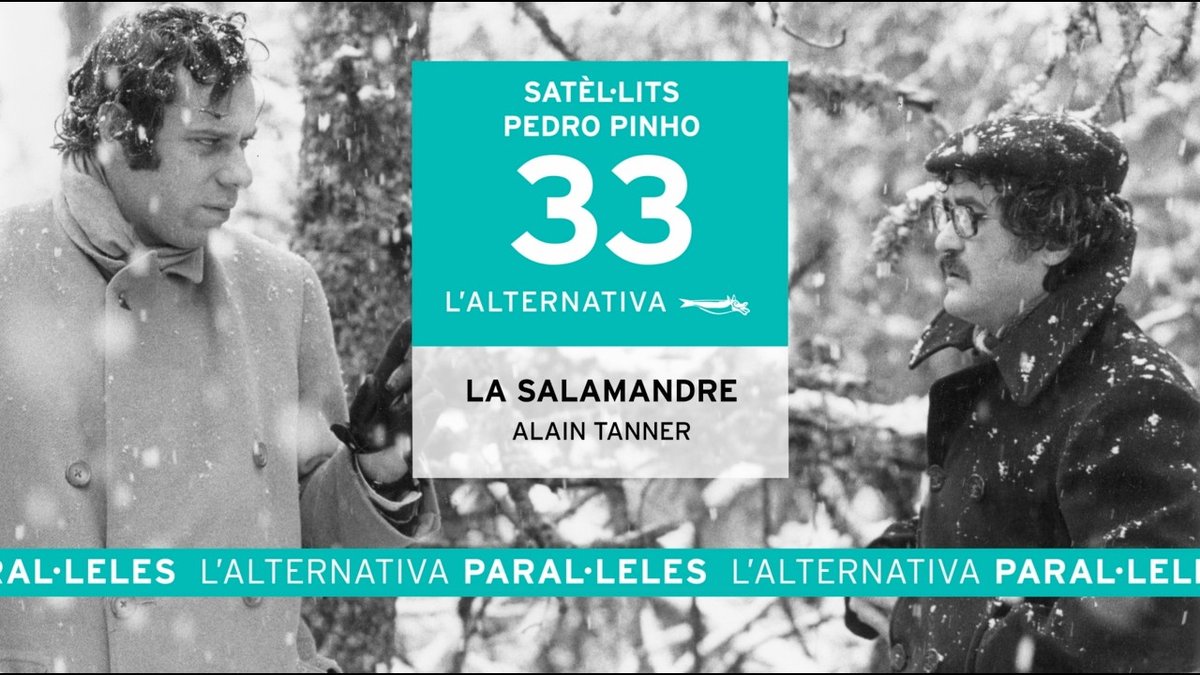 SATÈL·LITS
PEDRO PINHO
33
L'ALTERNATIVA
LA SALAMANDRE
ALAIN TANNER
RAL·LELES L'ALTERNATIVA PARAL·LELES L'ALTERNATIVA PARAL·LELE